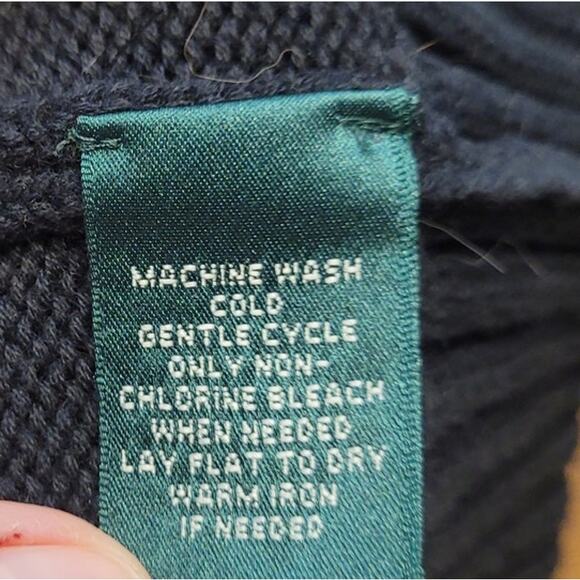 MACHINE WASH
COLD
GENTLE CYCLE
ONLY NON-
CHLORINE BLEACH
WHEN NEEDED
LAY FLAT TO DRY
WARM IRON
IF NEEDED